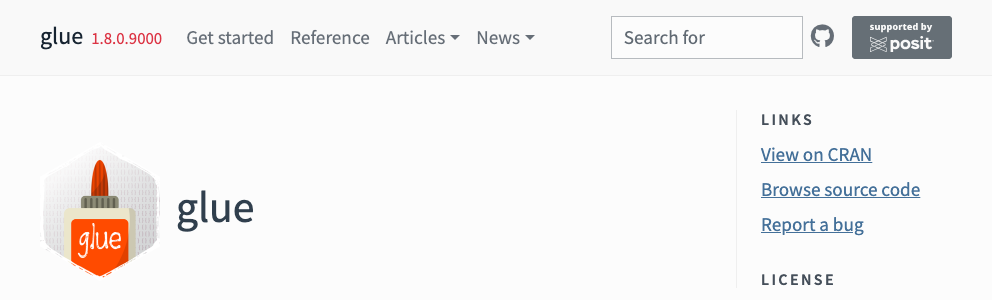 glue 1.8.0.9000 Get started Reference Articles News Search for supported by posit
glue
glue
LINKS
View on CRAN
Browse source code
Report a bug
LICENSE